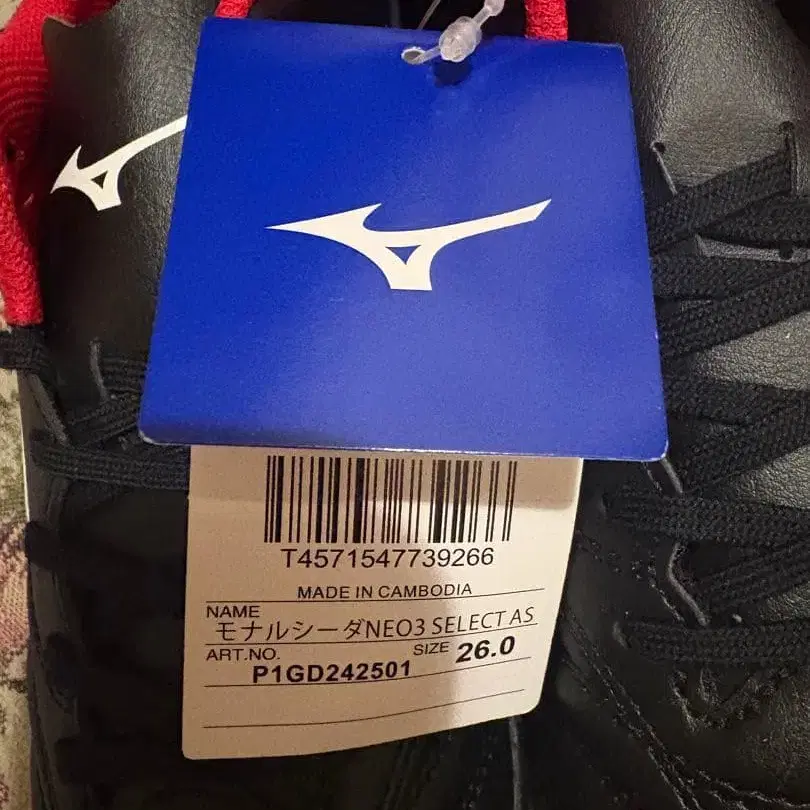 T4571547739266
MADE IN CAMBODIA
NAME
モナルシーダNEO3 SELECT AS
ART.NO. SIZE 26.0
P1GD242501